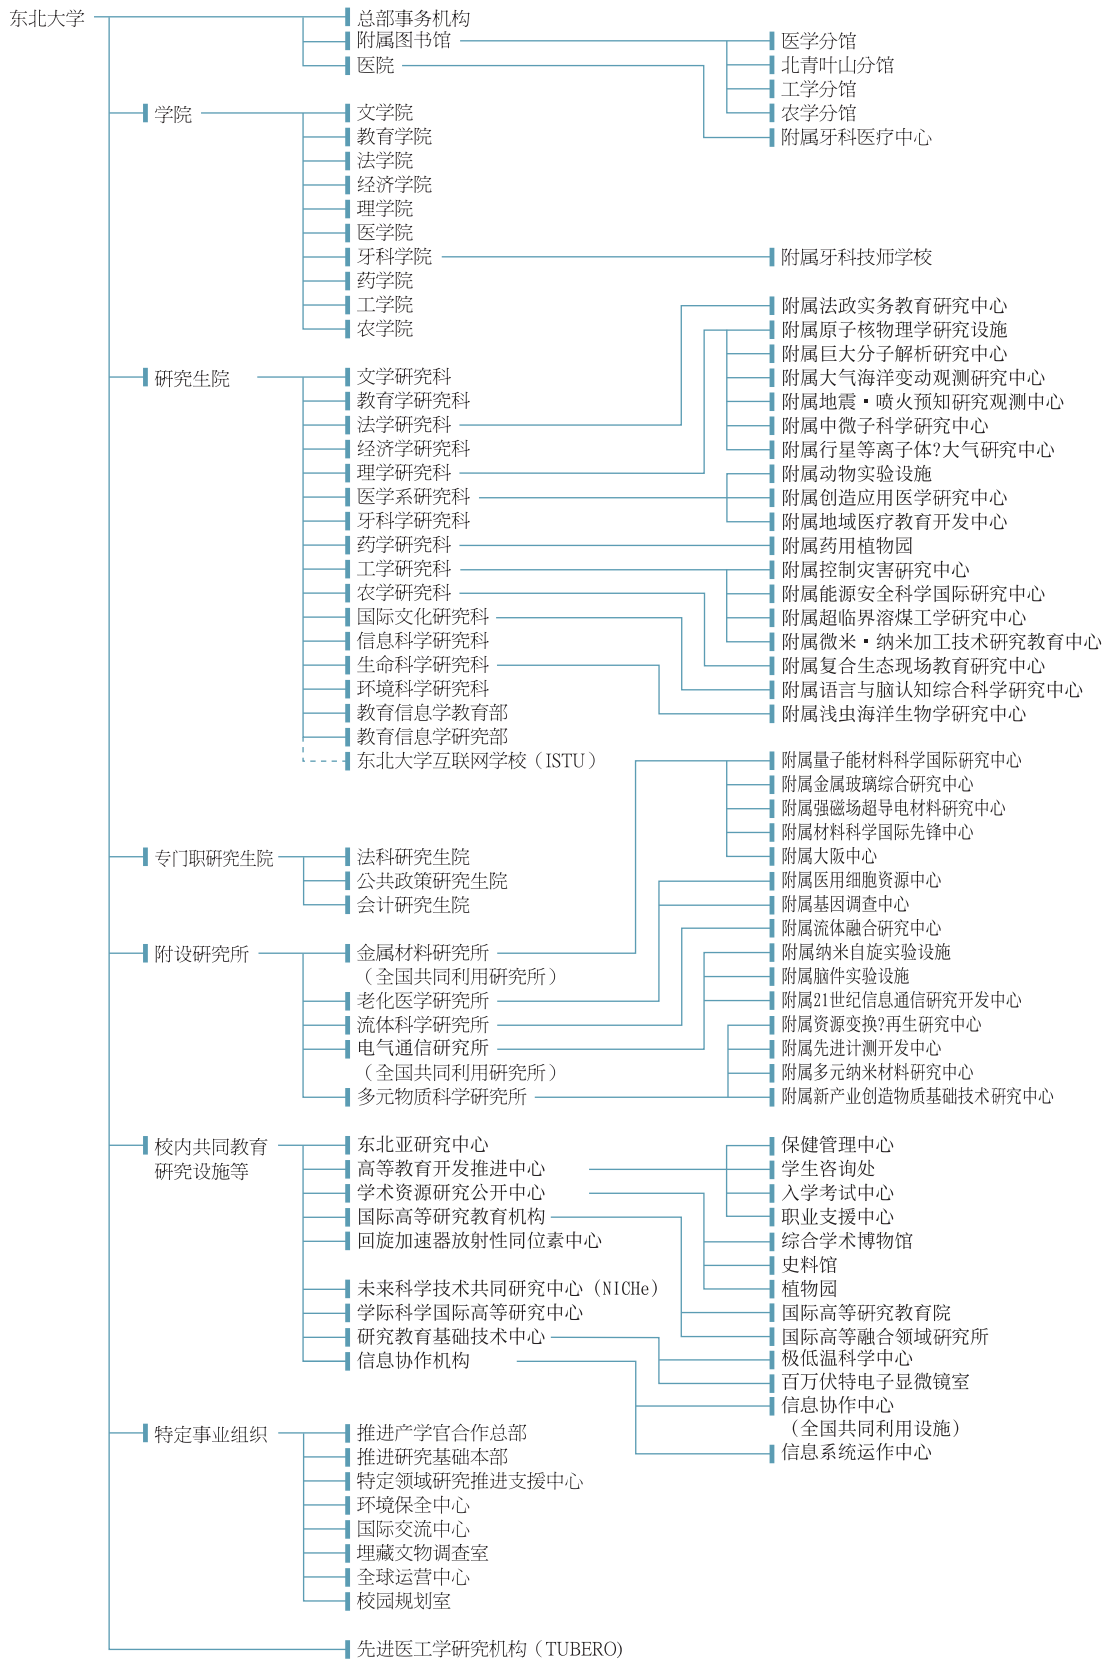 东北大学
总部事务机构
附属图书馆
医学分馆
北青叶山分馆
工学分馆
农学分馆
医院
附属牙科医疗中心
学院
文学院
教育学院
法学院
经济学院
理学院
医学院
牙科学院
附属牙科技师学校
药学院
工学院
农学院
研究生院
文学研究科
教育学研究科
法学研究科
经济学研究科
理学研究科
医学系研究科
牙科学研究科
药学研究科
工学研究科
农学研究科
国际文化研究科
信息科学研究科
生命科学研究科
环境科学研究科
教育信息学教育部
教育信息学研究部
东北大学互联网学校（ISTU）
附属法政实务教育研究中心
附属原子核物理学研究设施
附属巨大分子解析研究中心
附属大气海洋变动观测研究中心
附属地震・喷火预知研究观测中心
附属中微子科学研究中心
附属行星等离子体?大气研究中心
附属动物实验设施
附属创造应用医学研究中心
附属地域医疗教育开发中心
附属药用植物园
附属控制灾害研究中心
附属能源安全科学国际研究中心
附属超临界溶煤工学研究中心
附属微米・纳米加工技术研究教育中心
附属复合生态现场教育研究中心
附属语言与脑认知综合科学研究中心
附属浅虫海洋生物学研究中心
专门职研究生院
法科研究生院
公共政策研究生院
会计研究生院
附设研究所
金属材料研究所
（全国共同利用研究所）
老化医学研究所
流体科学研究所
电气通信研究所
（全国共同利用研究所）
多元物质科学研究所
附属量子能材料科学国际研究中心
附属金属玻璃综合研究中心
附属强磁场超导电材料研究中心
附属材料科学国际先锋中心
附属大阪中心
附属医用细胞资源中心
附属基因调查中心
附属流体融合研究中心
附属纳米自旋实验设施
附属脑件实验设施
附属21世纪信息通信研究开发中心
附属资源变换?再生研究中心
附属先进计测开发中心
附属多元纳米材料研究中心
附属新产业创造物质基础技术研究中心
校内共同教育
研究设施等
东北亚研究中心
高等教育开发推进中心
学术资源研究公开中心
国际高等研究教育机构
回旋加速器放射性同位素中心
未来科学技术共同研究中心（NICHe）
学际科学国际高等研究中心
研究教育基础技术中心
信息协作机构
保健管理中心
学生咨询处
入学考试中心
职业支援中心
综合学术博物馆
史料馆
植物园
国际高等研究教育院
国际高等融合领域研究所
极低温科学中心
百万伏特电子显微镜室
信息协作中心
（全国共同利用设施）
信息系统运作中心
特定事业组织
推进产学官合作总部
推进研究基础本部
特定领域研究推进支援中心
环境保全中心
国际交流中心
埋藏文物调查室
全球运营中心
校园规划室
先进医工学研究机构（TUBERO)